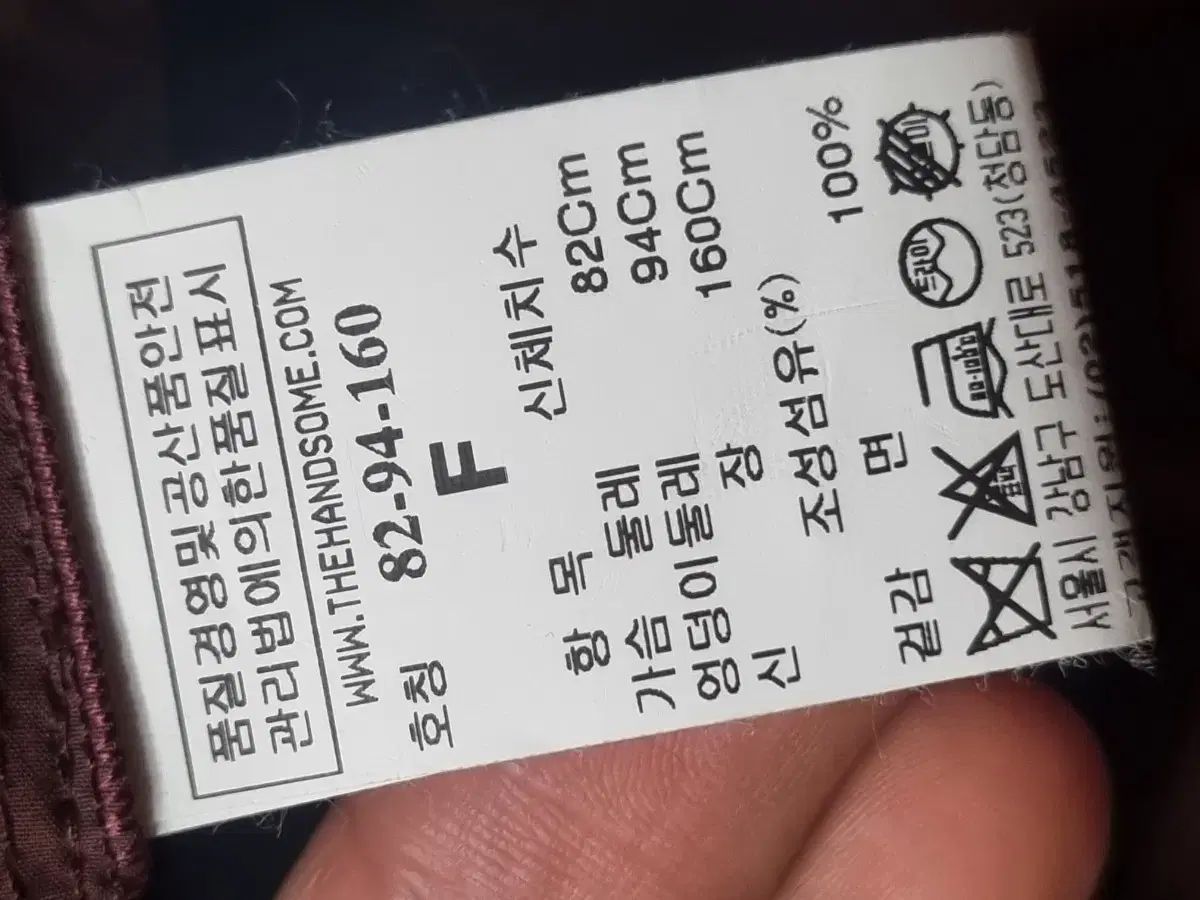 품질경영및공산품안전
관리법에의한품질표시
WWW.THEHANDSOME.COM
호칭 82-94-160
F
항 목 신체치수
가슴 둘레 82Cm
엉덩이둘레 94Cm
신 장 160Cm
조성섬유(%)
겉감 면 100%
드라이
서울시 강남구 도산대로 523(청담동)